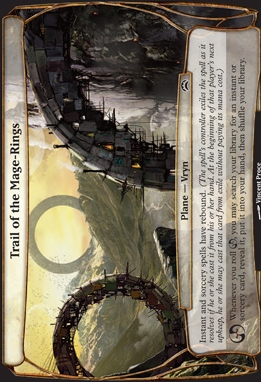 Trail of the Mage-Rings
Plane — Vryn
Instant and sorcery spells have rebound. (The spell's controller exiles the spell as it
resolves if he or she cast it from his or her hand. At the beginning of that player's next
upkeep, he or she may cast that card from exile without paying its mana cost.)
Whenever you roll , you may search your library for an instant or
sorcery card, reveal it, put it into your hand, then shuffle your library.
Vincent Proce